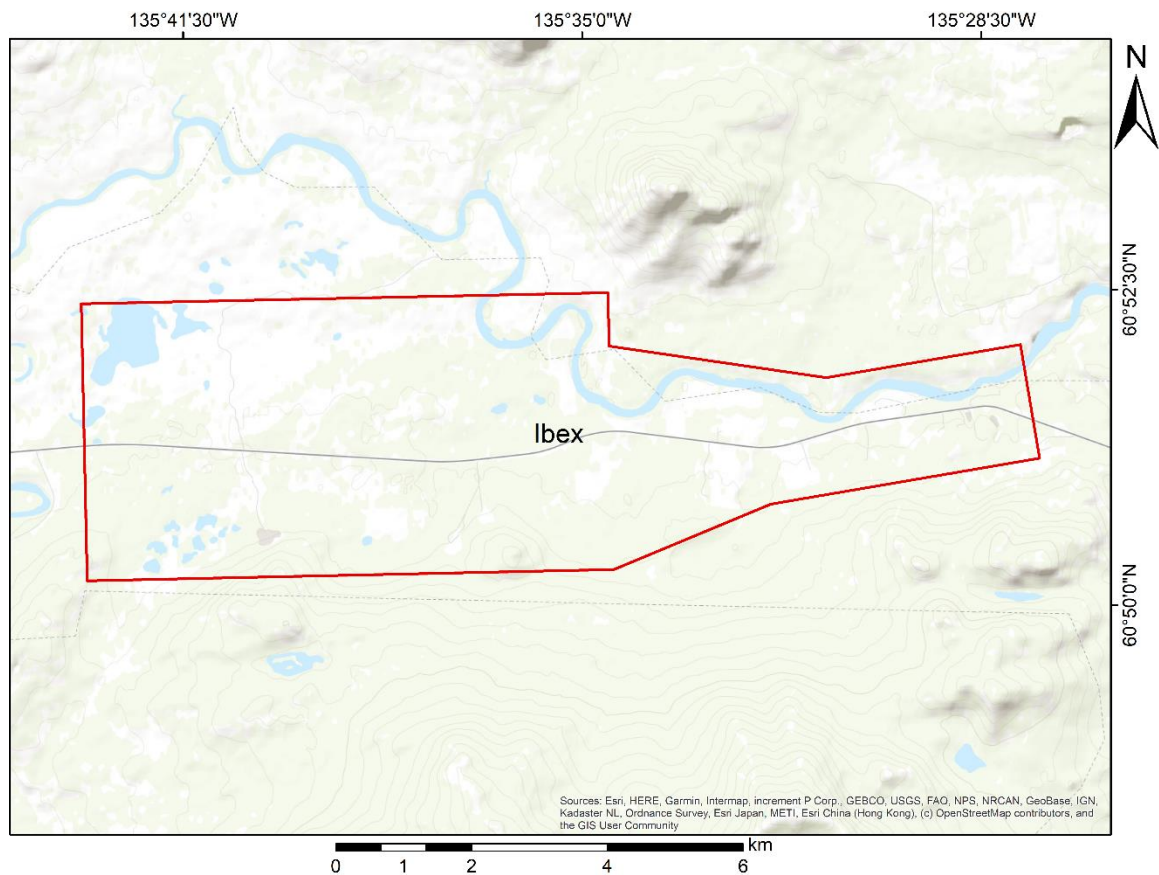 135°41'30"W 135°35'0"W 135°28'30"W
N
60°52'30"N
Ibex
60°50'0"N
Sources: Esri, HERE, Garmin, Intermap, increment P Corp., GEBCO, USGS, FAO, NPS, NRCAN, GeoBase, IGN,
Kadaster NL, Ordnance Survey, Esri Japan, METI, Esri China (Hong Kong), (c) OpenStreetMap contributors, and
the GIS User Community
km
0 1 2 4 6